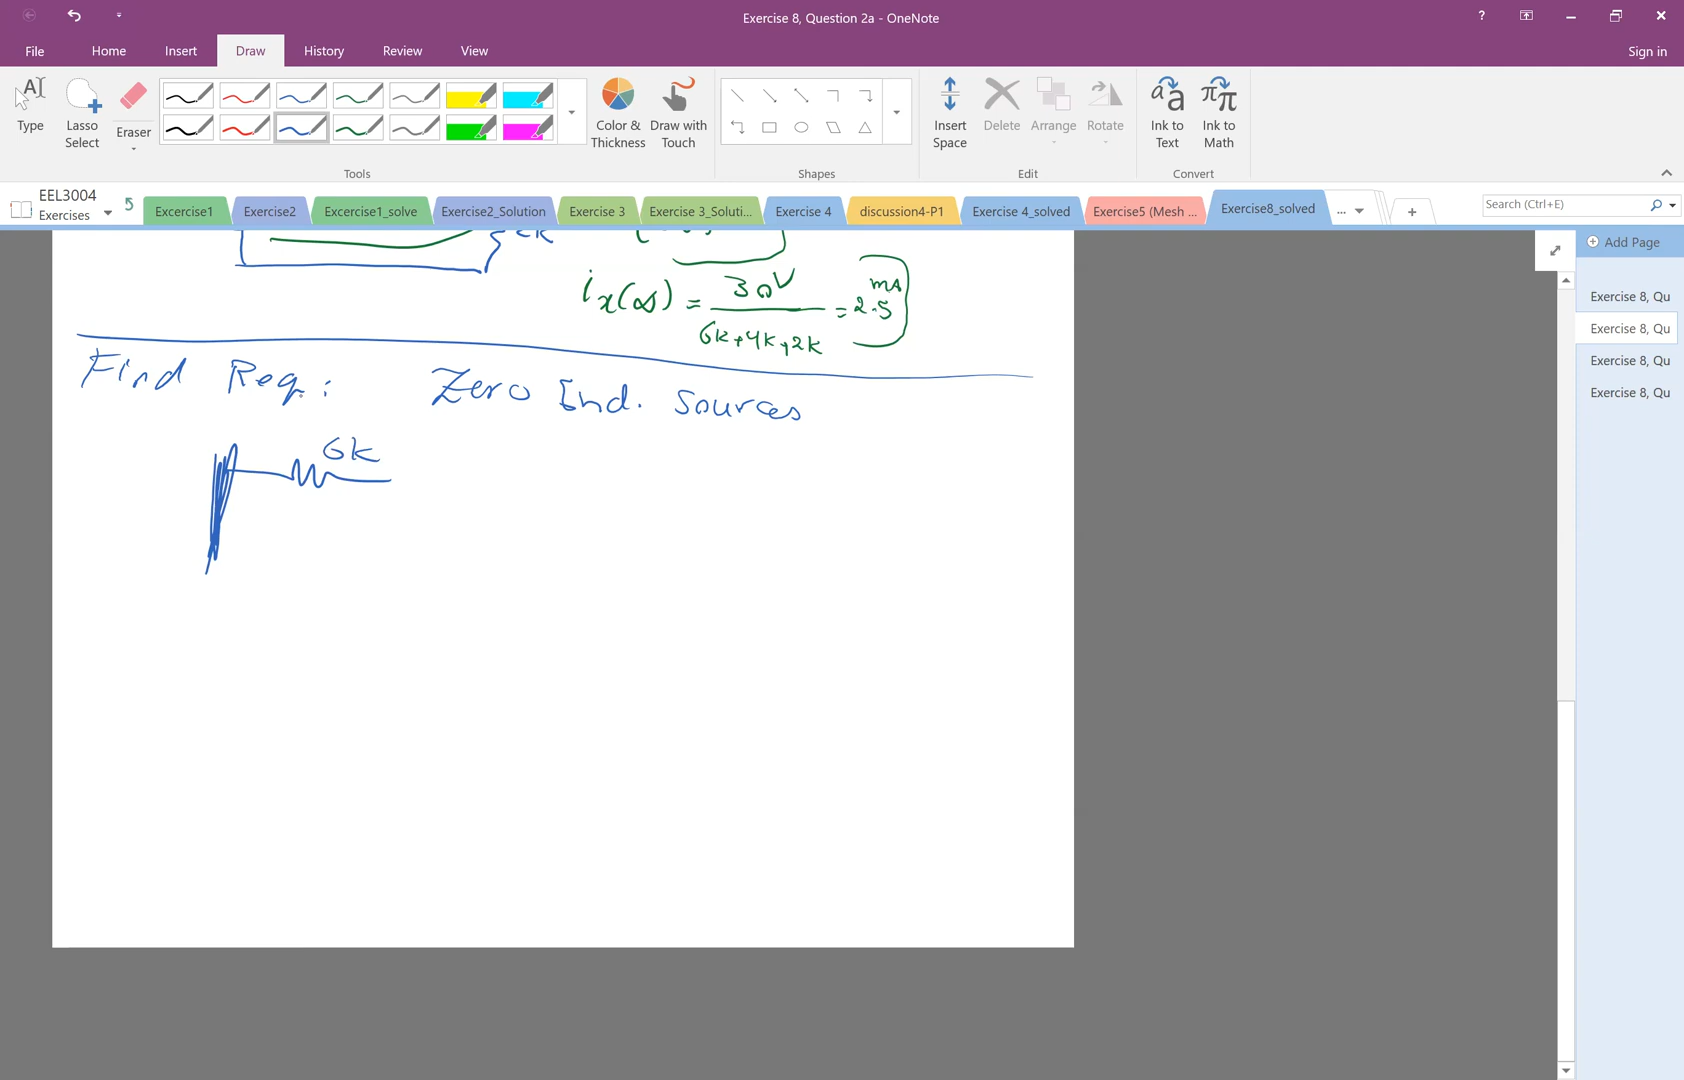 Exercise 8, Question 2a - OneNote
?
File Home Insert Draw History Review View
Sign in
Type
Lasso Select
Eraser
Color & Thickness
Draw with Touch
Insert Space
Delete
Arrange
Rotate
Ink to Text
Ink to Math
Tools
Shapes
Edit
Convert
EEL3004
Exercises
Excercise1
Exercise2
Excercise1_solve
Exercise2_Solution
Exercise 3
Exercise 3_Soluti...
Exercise 4
discussion4-P1
Exercise 4_solved
Exercise5 (Mesh ...
Exercise8_solved
...
Search (Ctrl+E)
Add Page
Exercise 8, Qu
Exercise 8, Qu
Exercise 8, Qu
Exercise 8, Qu
2k
ix(∞) = 30V / 6k+4k+2k = 2.5 mA
Find Req: Zero Ind. Sources
6k